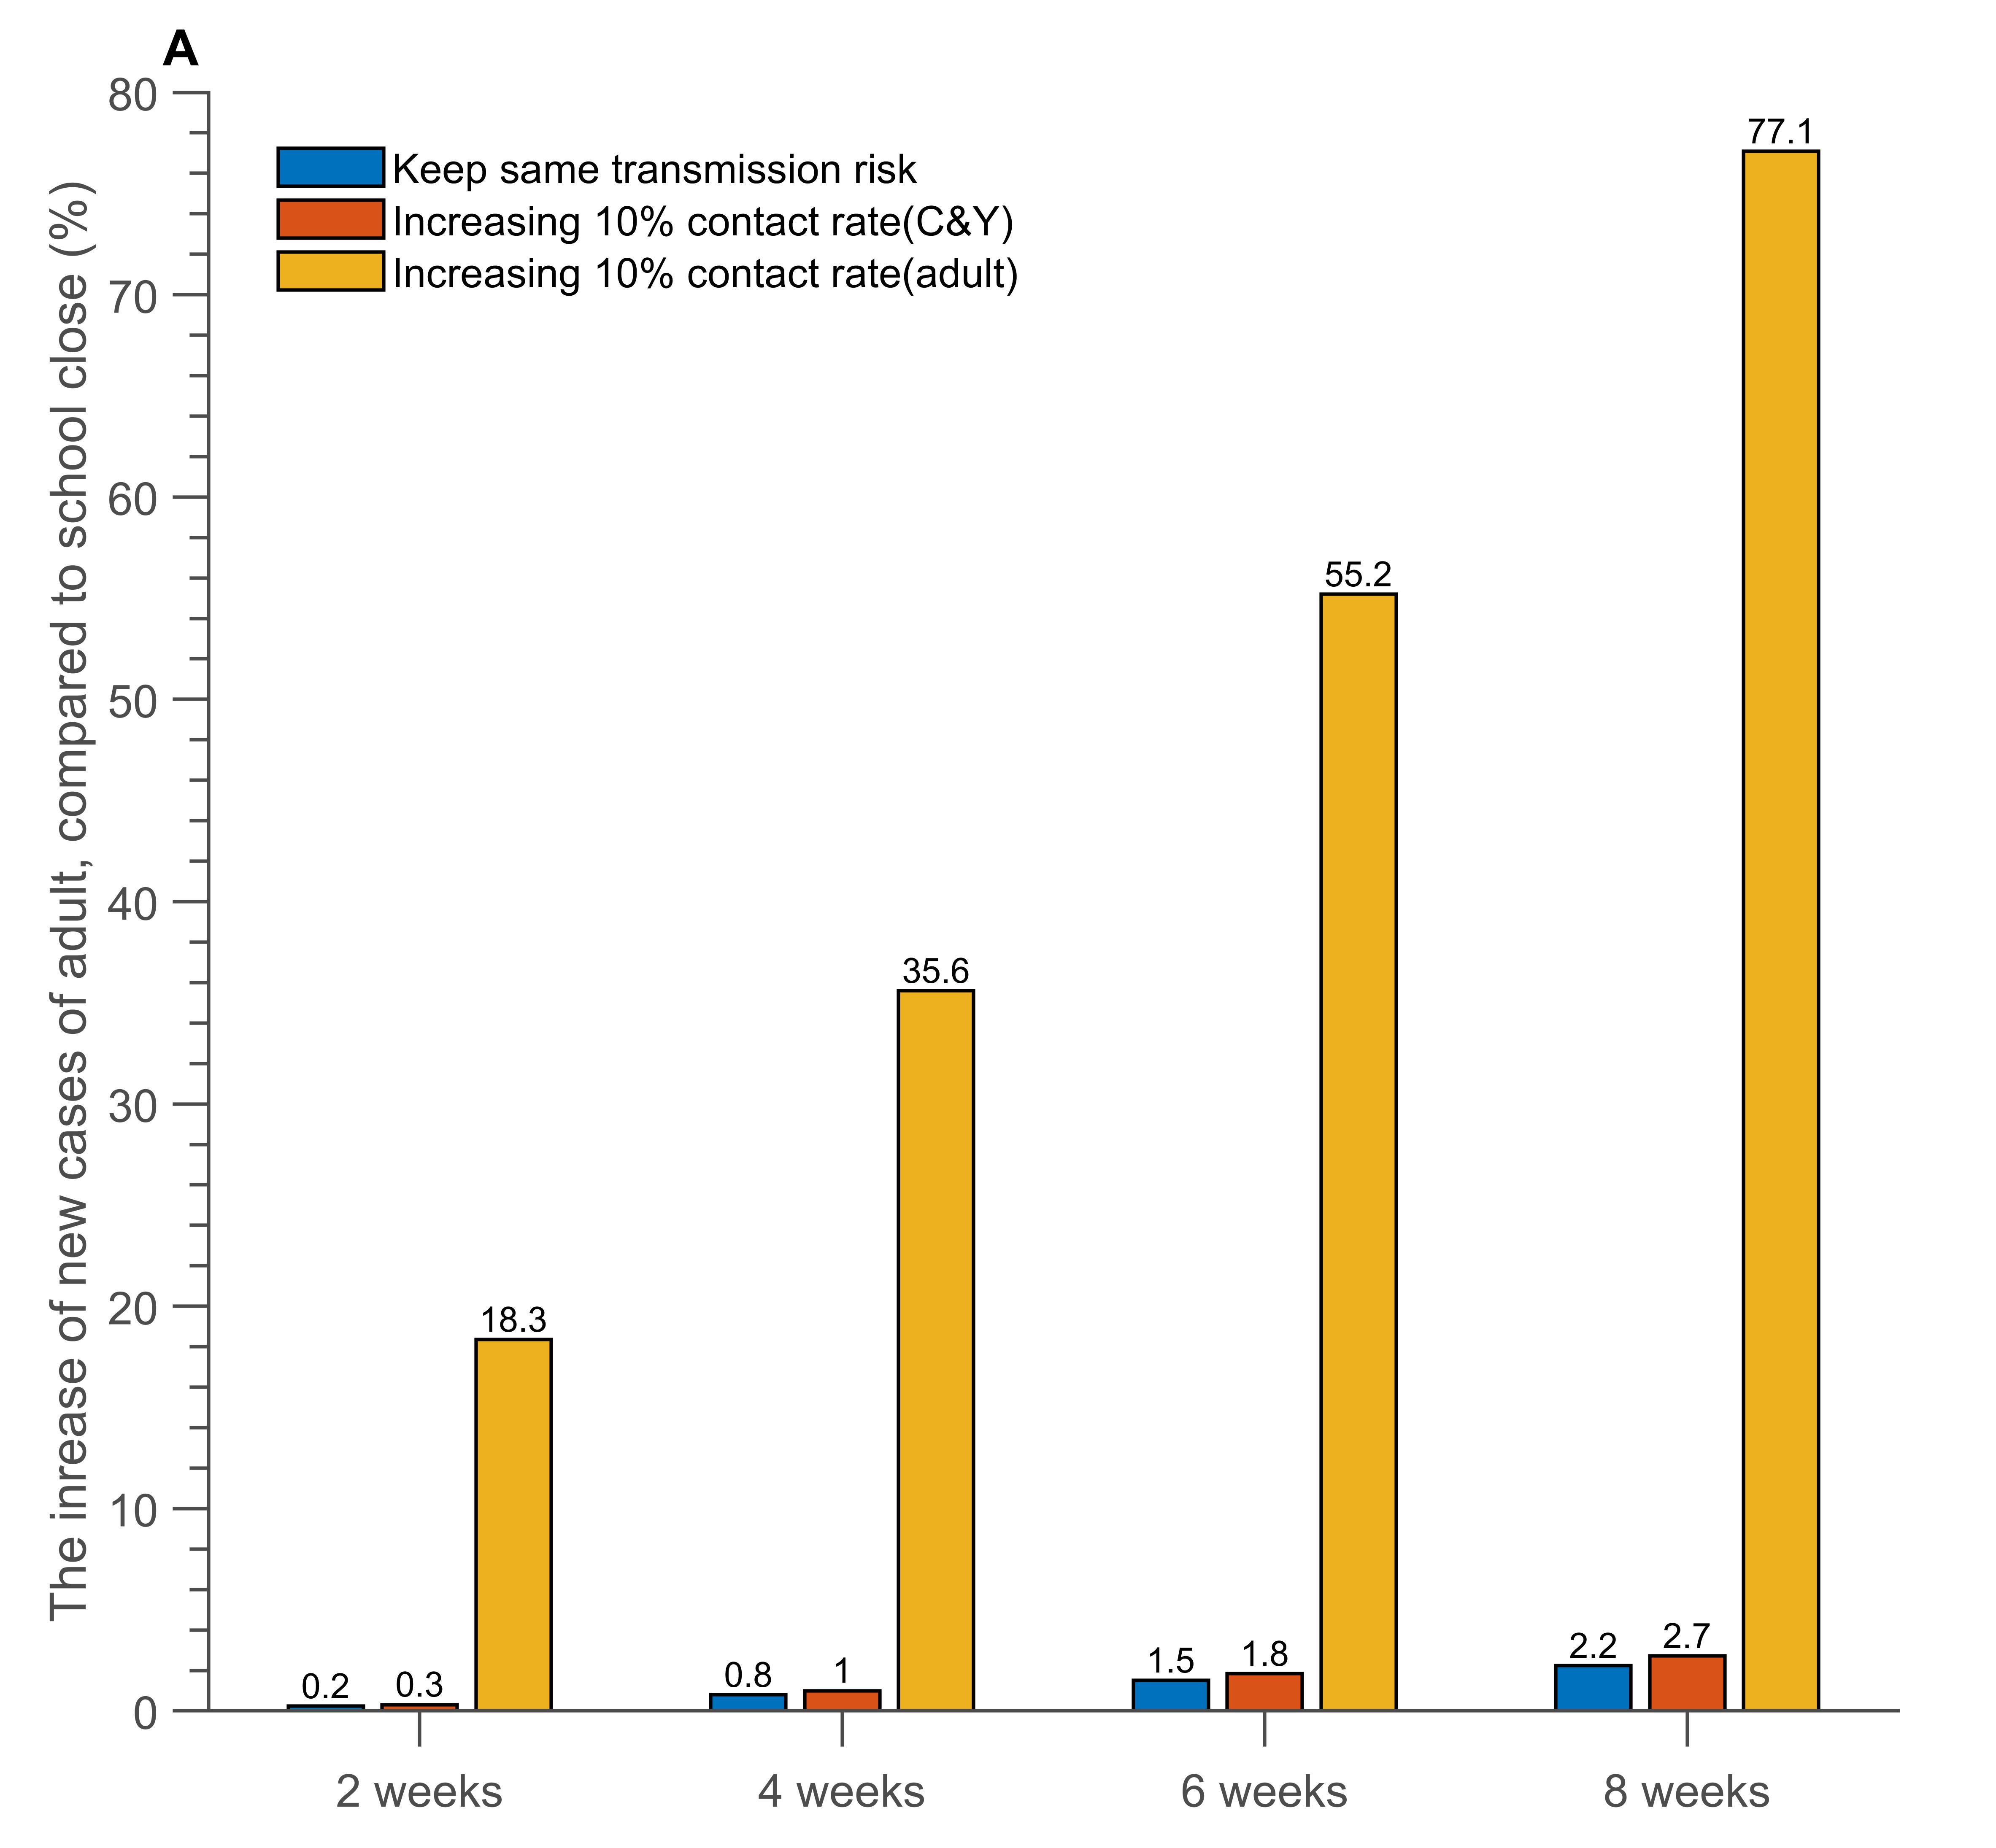 A
The inrease of new cases of adult, compared to school close (%)
80
70
60
50
40
30
20
10
0
Keep same transmission risk
Increasing 10% contact rate(C&Y)
Increasing 10% contact rate(adult)
0.2
0.3
18.3
0.8
1
35.6
1.5
1.8
55.2
2.2
2.7
77.1
2 weeks
4 weeks
6 weeks
8 weeks